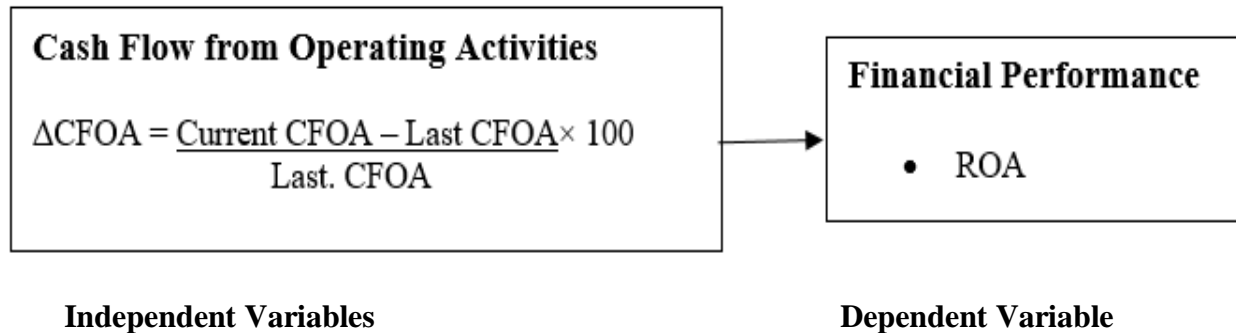 Cash Flow from Operating Activities
ΔCFOA = Current CFOA – Last CFOA× 100
Last. CFOA
Financial Performance
• ROA
Independent Variables
Dependent Variable